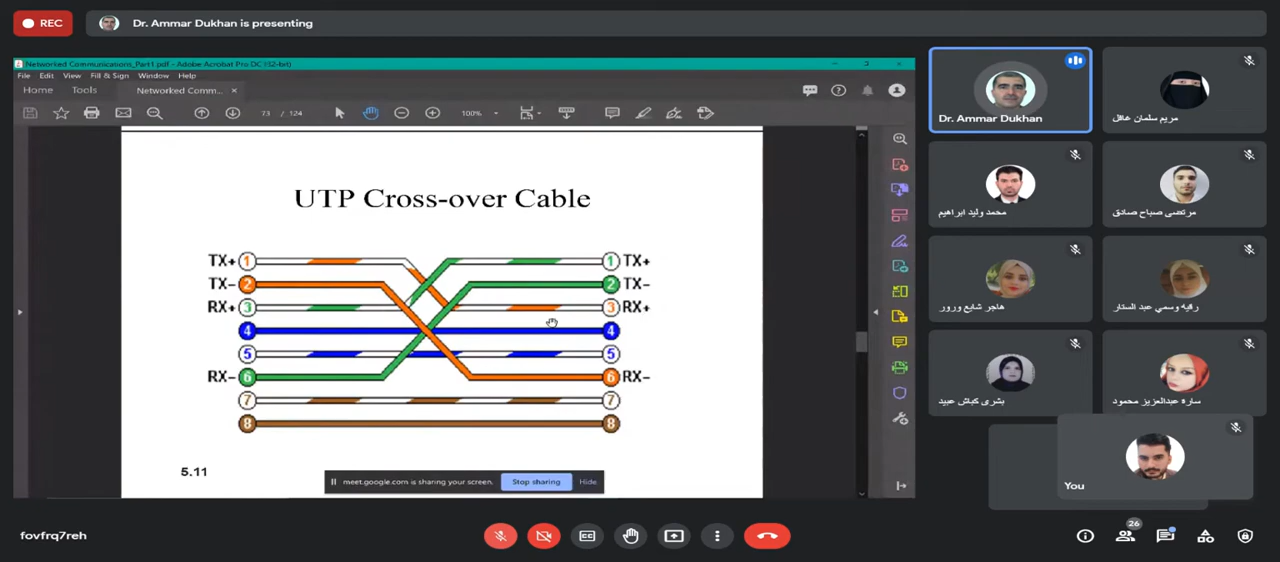 REC
Dr. Ammar Dukhan is presenting
Networked Communications_Part1.pdf - Adobe Acrobat Pro DC (32-bit)
File Edit View Fill & Sign Window Help
Home Tools Networked Comm... ×
73 / 124 100%
UTP Cross-over Cable
TX+ 1 1 TX+
TX− 2 2 TX−
RX+ 3 3 RX+
4 4
5 5
RX− 6 6 RX−
7 7
8 8
5.11
meet.google.com is sharing your screen. Stop sharing Hide
Dr. Ammar Dukhan
مريم سلمان عاقل
محمد وليد ابراهيم
مرتضى صباح صادق
هاجر شايع ورور
رقيه وسمي عبد الستار
بشرى كباش عبيد
ساره عبدالعزيز محمود
You
fovfrq7reh
26